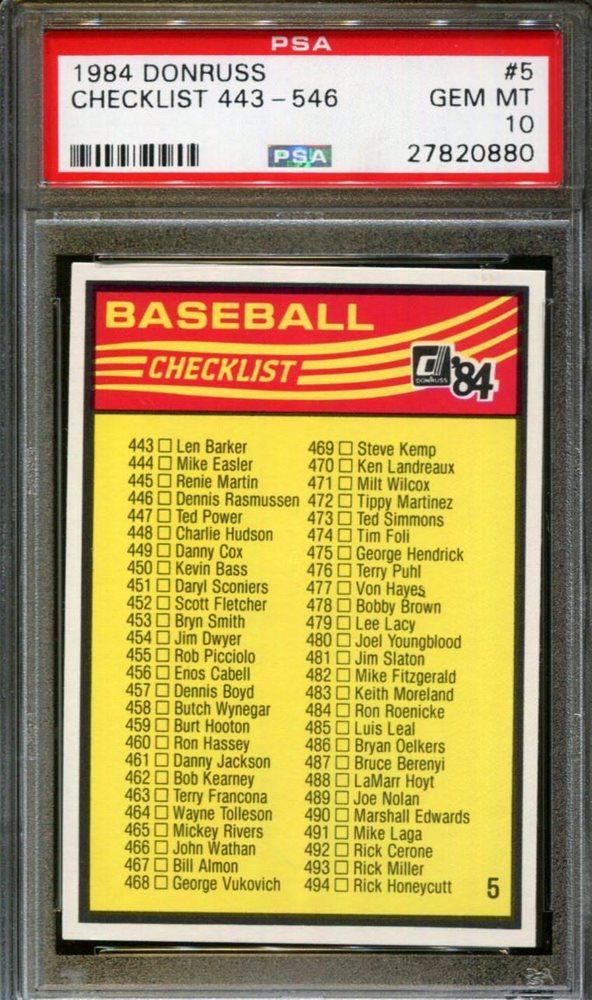 PSA
1984 DONRUSS #5
CHECKLIST 443 - 546 GEM MT
10
PSA 27820880
BASEBALL
CHECKLIST
d DONRUSS '84
443 Len Barker
444 Mike Easler
445 Renie Martin
446 Dennis Rasmussen
447 Ted Power
448 Charlie Hudson
449 Danny Cox
450 Kevin Bass
451 Daryl Sconiers
452 Scott Fletcher
453 Bryn Smith
454 Jim Dwyer
455 Rob Picciolo
456 Enos Cabell
457 Dennis Boyd
458 Butch Wynegar
459 Burt Hooton
460 Ron Hassey
461 Danny Jackson
462 Bob Kearney
463 Terry Francona
464 Wayne Tolleson
465 Mickey Rivers
466 John Wathan
467 Bill Almon
468 George Vukovich
469 Steve Kemp
470 Ken Landreaux
471 Milt Wilcox
472 Tippy Martinez
473 Ted Simmons
474 Tim Foli
475 George Hendrick
476 Terry Puhl
477 Von Hayes
478 Bobby Brown
479 Lee Lacy
480 Joel Youngblood
481 Jim Slaton
482 Mike Fitzgerald
483 Keith Moreland
484 Ron Roenicke
485 Luis Leal
486 Bryan Oelkers
487 Bruce Berenyi
488 LaMarr Hoyt
489 Joe Nolan
490 Marshall Edwards
491 Mike Laga
492 Rick Cerone
493 Rick Miller
494 Rick Honeycutt
5